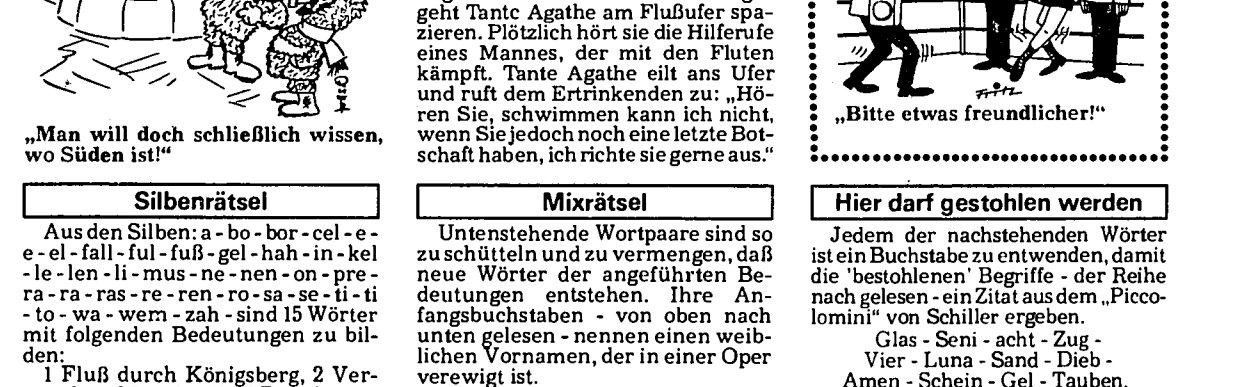 „Man will doch schließlich wissen,
wo Süden ist!“
geht Tante Agathe am Flußufer spa-
zieren. Plötzlich hört sie die Hilferufe
eines Mannes, der mit den Fluten
kämpft. Tante Agathe eilt ans Ufer
und ruft dem Ertrinkenden zu: „Hö-
ren Sie, schwimmen kann ich nicht,
wenn Sie jedoch noch eine letzte Bot-
schaft haben, ich richte sie gerne aus.“
Fritz
„Bitte etwas freundlicher!“
Silbenrätsel
Aus den Silben: a - bo - bor - cel - e -
e - el - fall - ful - fuß - gel - hah - in - kel
- le - len - li - mus - ne - nen - on - pre -
ra - ra - ras - re - ren - ro - sa - se - ti - ti
- to - wa - wem - zah - sind 15 Wörter
mit folgenden Bedeutungen zu bil-
den:
1 Fluß durch Königsberg, 2 Ver-
Mixrätsel
Untenstehende Wortpaare sind so
zu schütteln und zu vermengen, daß
neue Wörter der angeführten Be-
deutungen entstehen. Ihre An-
fangsbuchstaben - von oben nach
unten gelesen - nennen einen weib-
lichen Vornamen, der in einer Oper
verewigt ist.
Hier darf gestohlen werden
Jedem der nachstehenden Wörter
ist ein Buchstabe zu entwenden, damit
die 'bestohlenen' Begriffe - der Reihe
nach gelesen - ein Zitat aus dem „Picco-
lomini“ von Schiller ergeben.
Glas - Seni - acht - Zug -
Vier - Luna - Sand - Dieb -
Amen - Schein - Gel - Tauben.